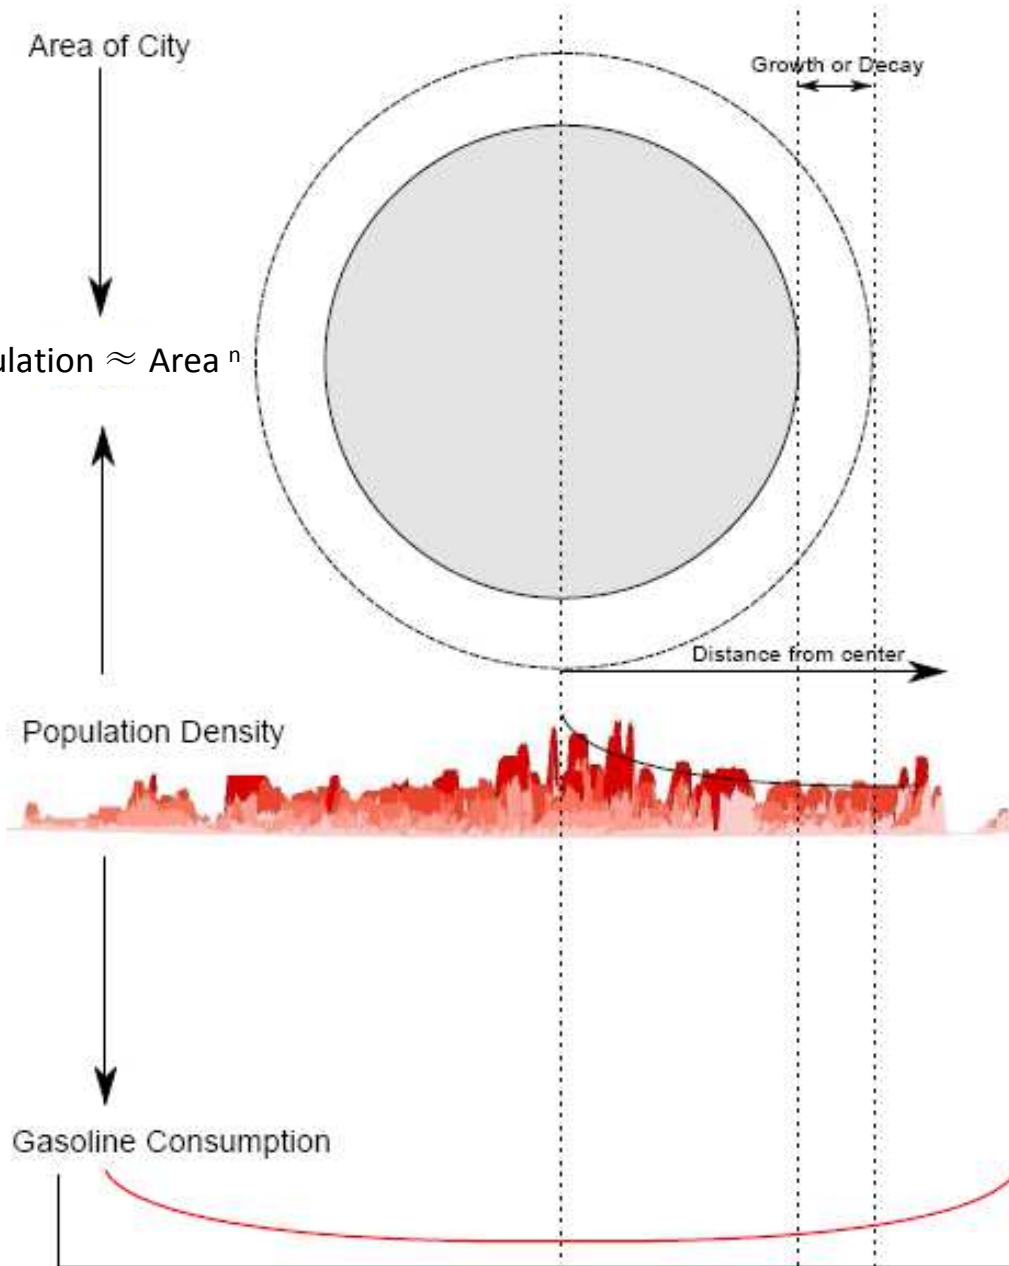 Area of City
Growth or Decay
ulation ≈ Area ⁿ
Distance from center
Population Density
Gasoline Consumption